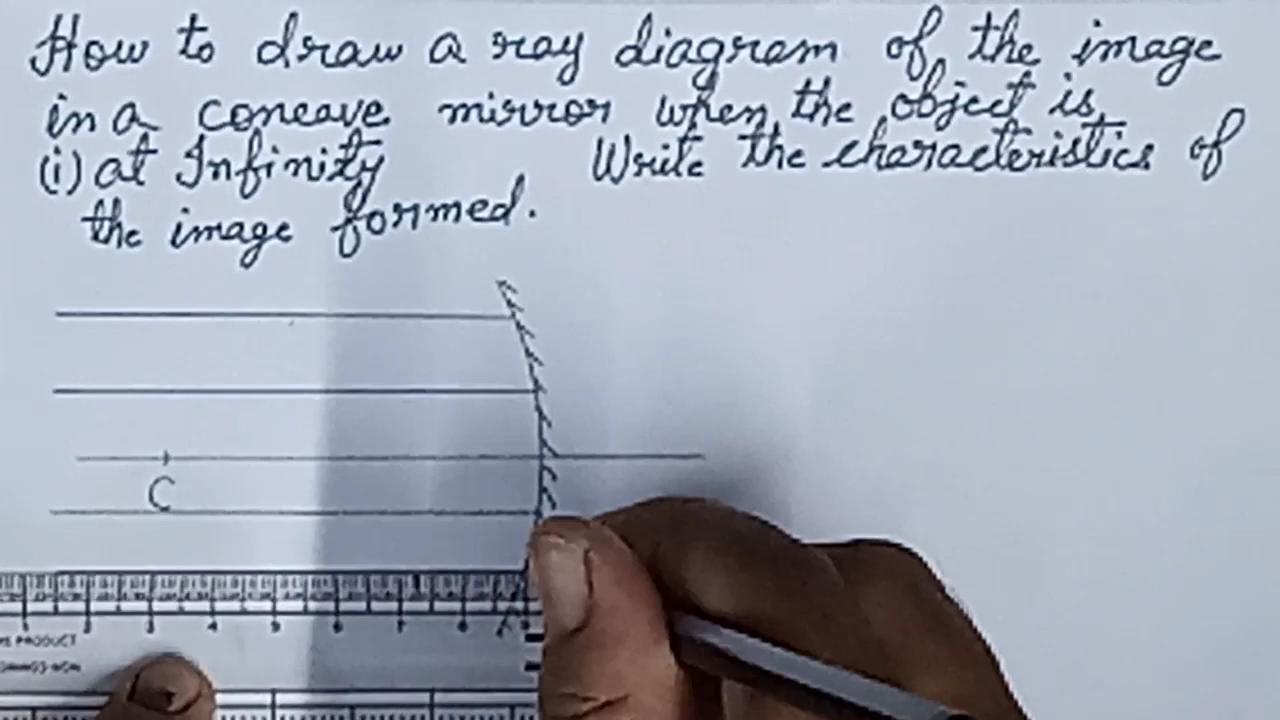 How to draw a ray diagram of the image
in a concave mirror when the object is
(i) at Infinity Write the characteristics of
the image formed.
C
PRODUCT